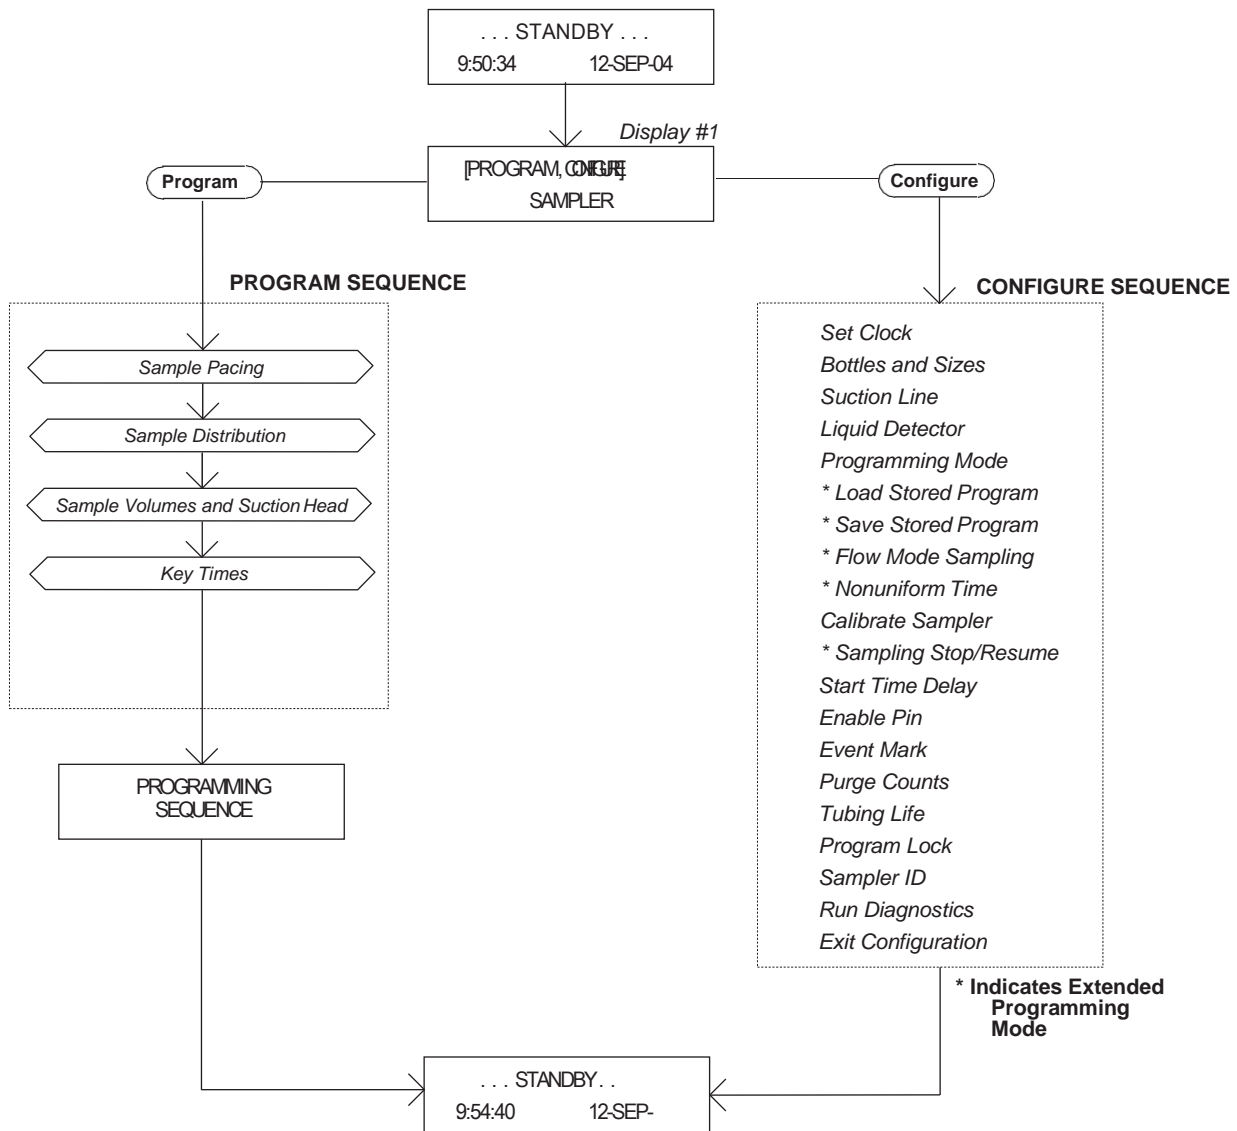 . . . STANDBY . . .
9:50:34 12-SEP-04
Display #1
[PROGRAM, CONFIGURE]
SAMPLER
Program
Configure
PROGRAM SEQUENCE
Sample Pacing
Sample Distribution
Sample Volumes and Suction Head
Key Times
PROGRAMMING
SEQUENCE
CONFIGURE SEQUENCE
Set Clock
Bottles and Sizes
Suction Line
Liquid Detector
Programming Mode
* Load Stored Program
* Save Stored Program
* Flow Mode Sampling
* Nonuniform Time
Calibrate Sampler
* Sampling Stop/Resume
Start Time Delay
Enable Pin
Event Mark
Purge Counts
Tubing Life
Program Lock
Sampler ID
Run Diagnostics
Exit Configuration
* Indicates Extended
Programming
Mode
. . . STANDBY . .
9:54:40 12-SEP-